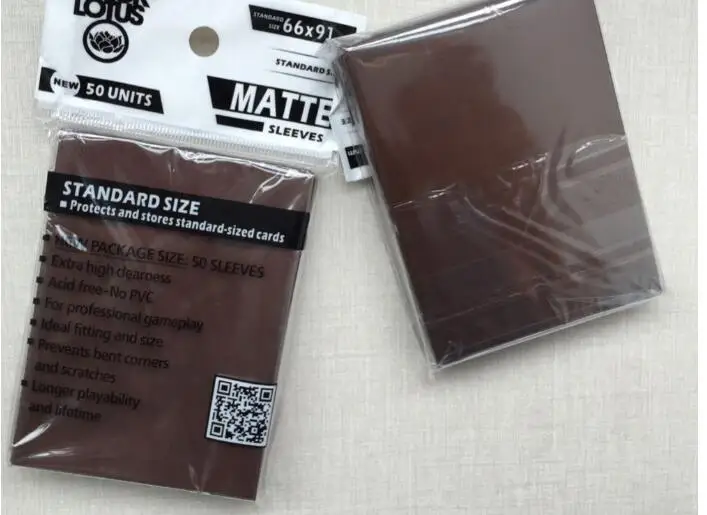 LOTUS
STANDARD
SIZE
66x91
STANDARD S
NEW
50 UNITS
MATTE
SLEEVES
STANDARD SIZE
■ Protects and stores standard-sized cards
■ NEW PACKAGE SIZE: 50 SLEEVES
■ Extra high clearness
■ Acid free-No PVC
■ For professional gameplay
■ Ideal fitting and size
■ Prevents bent corners
and scratches
■ Longer playability
and lifetime